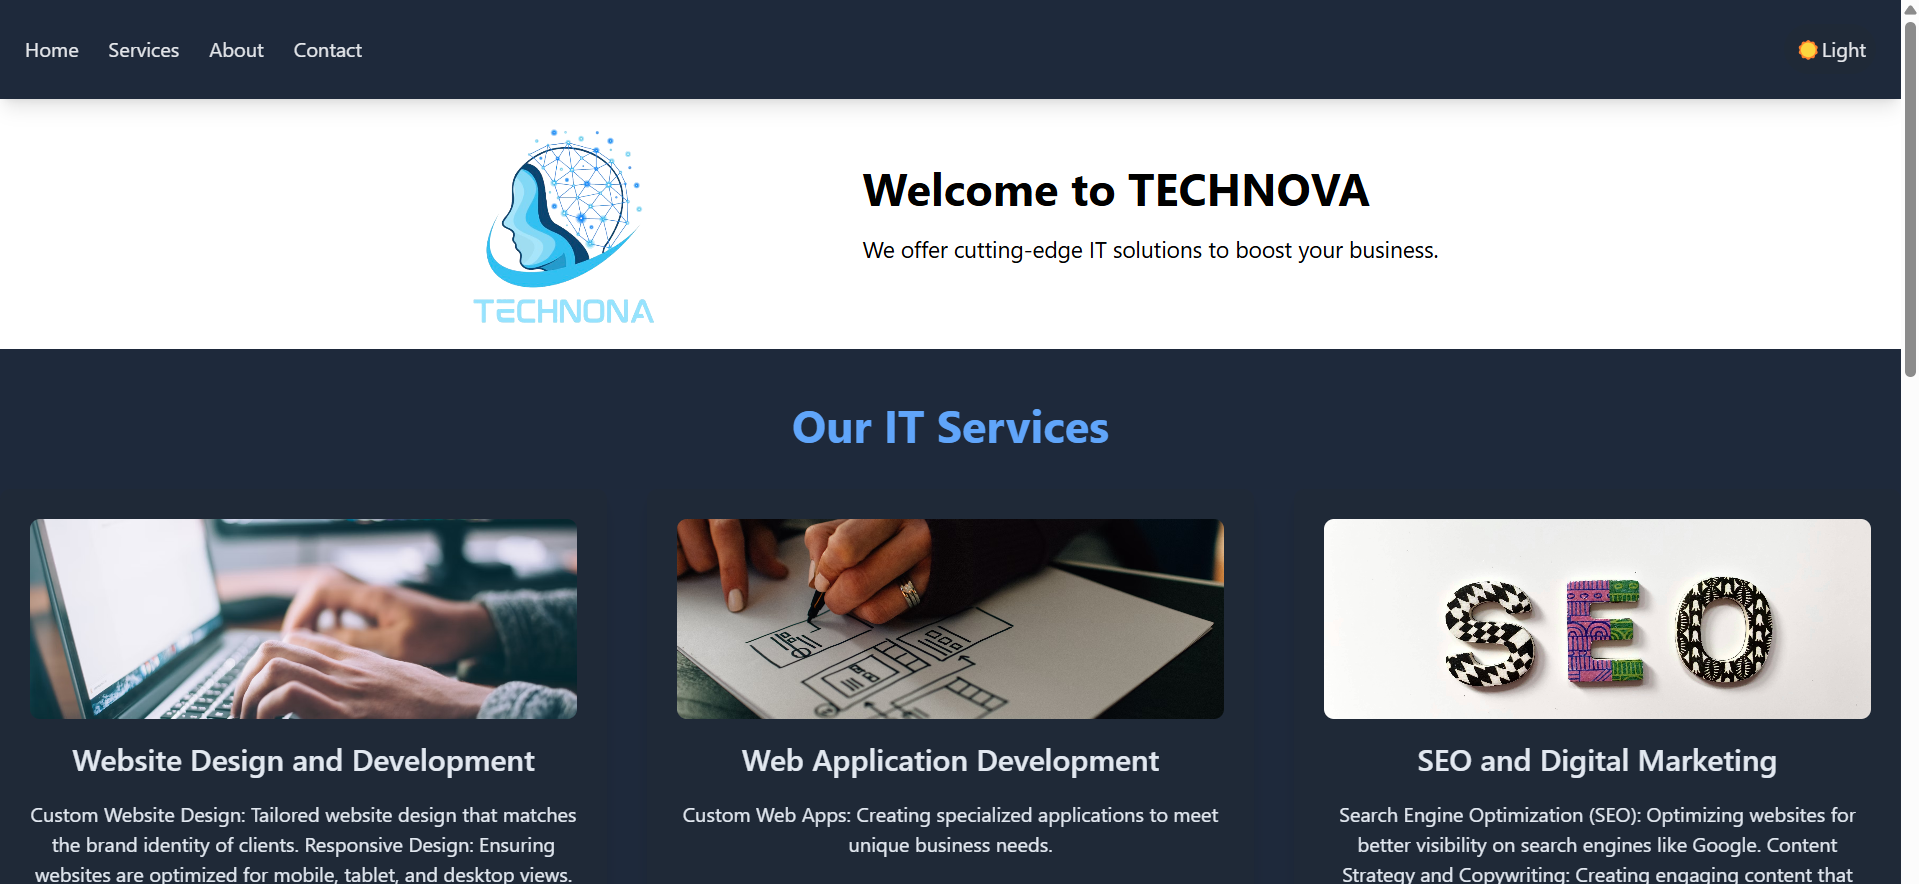 Home Services About Contact
Light
TECHNONA
Welcome to TECHNOVA
We offer cutting-edge IT solutions to boost your business.
Our IT Services
SEO
Website Design and Development
Custom Website Design: Tailored website design that matches
the brand identity of clients. Responsive Design: Ensuring
websites are optimized for mobile, tablet, and desktop views.
Web Application Development
Custom Web Apps: Creating specialized applications to meet
unique business needs.
SEO and Digital Marketing
Search Engine Optimization (SEO): Optimizing websites for
better visibility on search engines like Google. Content
Strategy and Copywriting: Creating engaging content that